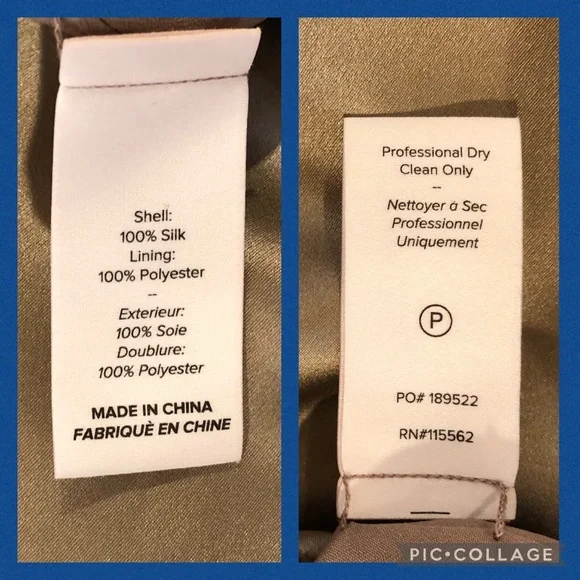 Shell:
100% Silk
Lining:
100% Polyester
--
Exterieur:
100% Soie
Doublure:
100% Polyester
MADE IN CHINA
FABRIQUÈ EN CHINE
Professional Dry
Clean Only
--
Nettoyer á Sec
Professionnel
Uniquement
P
PO# 189522
RN#115562
PIC•COLLAGE